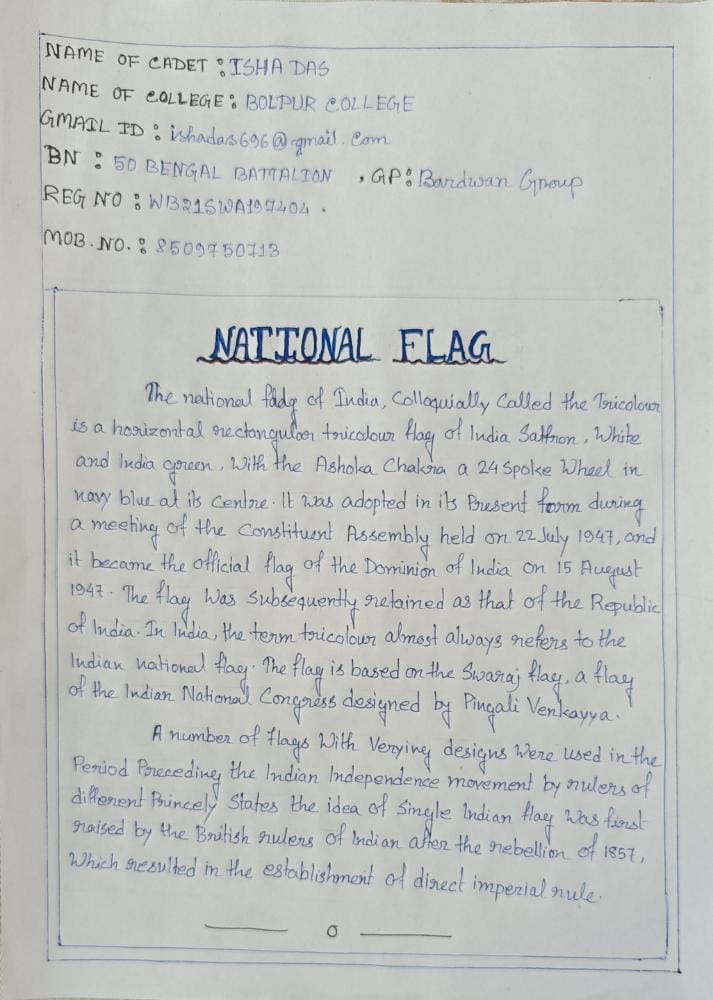 NAME OF CADET : ISHA DAS
NAME OF COLLEGE : BOLPUR COLLEGE
GMAIL ID : ishadas696@gmail.com
BN : 50 BENGAL BATTALION , GP : Bardwan Group
REG NO : WB21SWA197404 .
MOB. NO. : 8509750713
NATIONAL FLAG
The national fldg of India, Colloquially Called the Tricolour
is a horizontal rectangular tricolour flag of India Saffron, White
and India green, With the Ashoka Chakra a 24 Spoke Wheel in
navy blue at its Centre. It was adopted in its Present form during
a meeting of the Constituent Assembly held on 22 July 1947, and
it became the official flag of the Dominion of India on 15 August
1947. The flag Was Subsequently retained as that of the Republic
of India. In India, the term tricolour almost always refers to the
Indian national flag. The flag is based on the Swaraj flag, a flag
of the Indian National Congress designed by Pingali Venkayya.
A number of flags With Verying designs Were used in the
Period Preceding the Indian Independence movement by rulers of
different Princely States the idea of Single Indian flag Was first
raised by the British rulers of Indian after the rebellion of 1857,
Which resulted in the establishment of direct imperial rule.
0